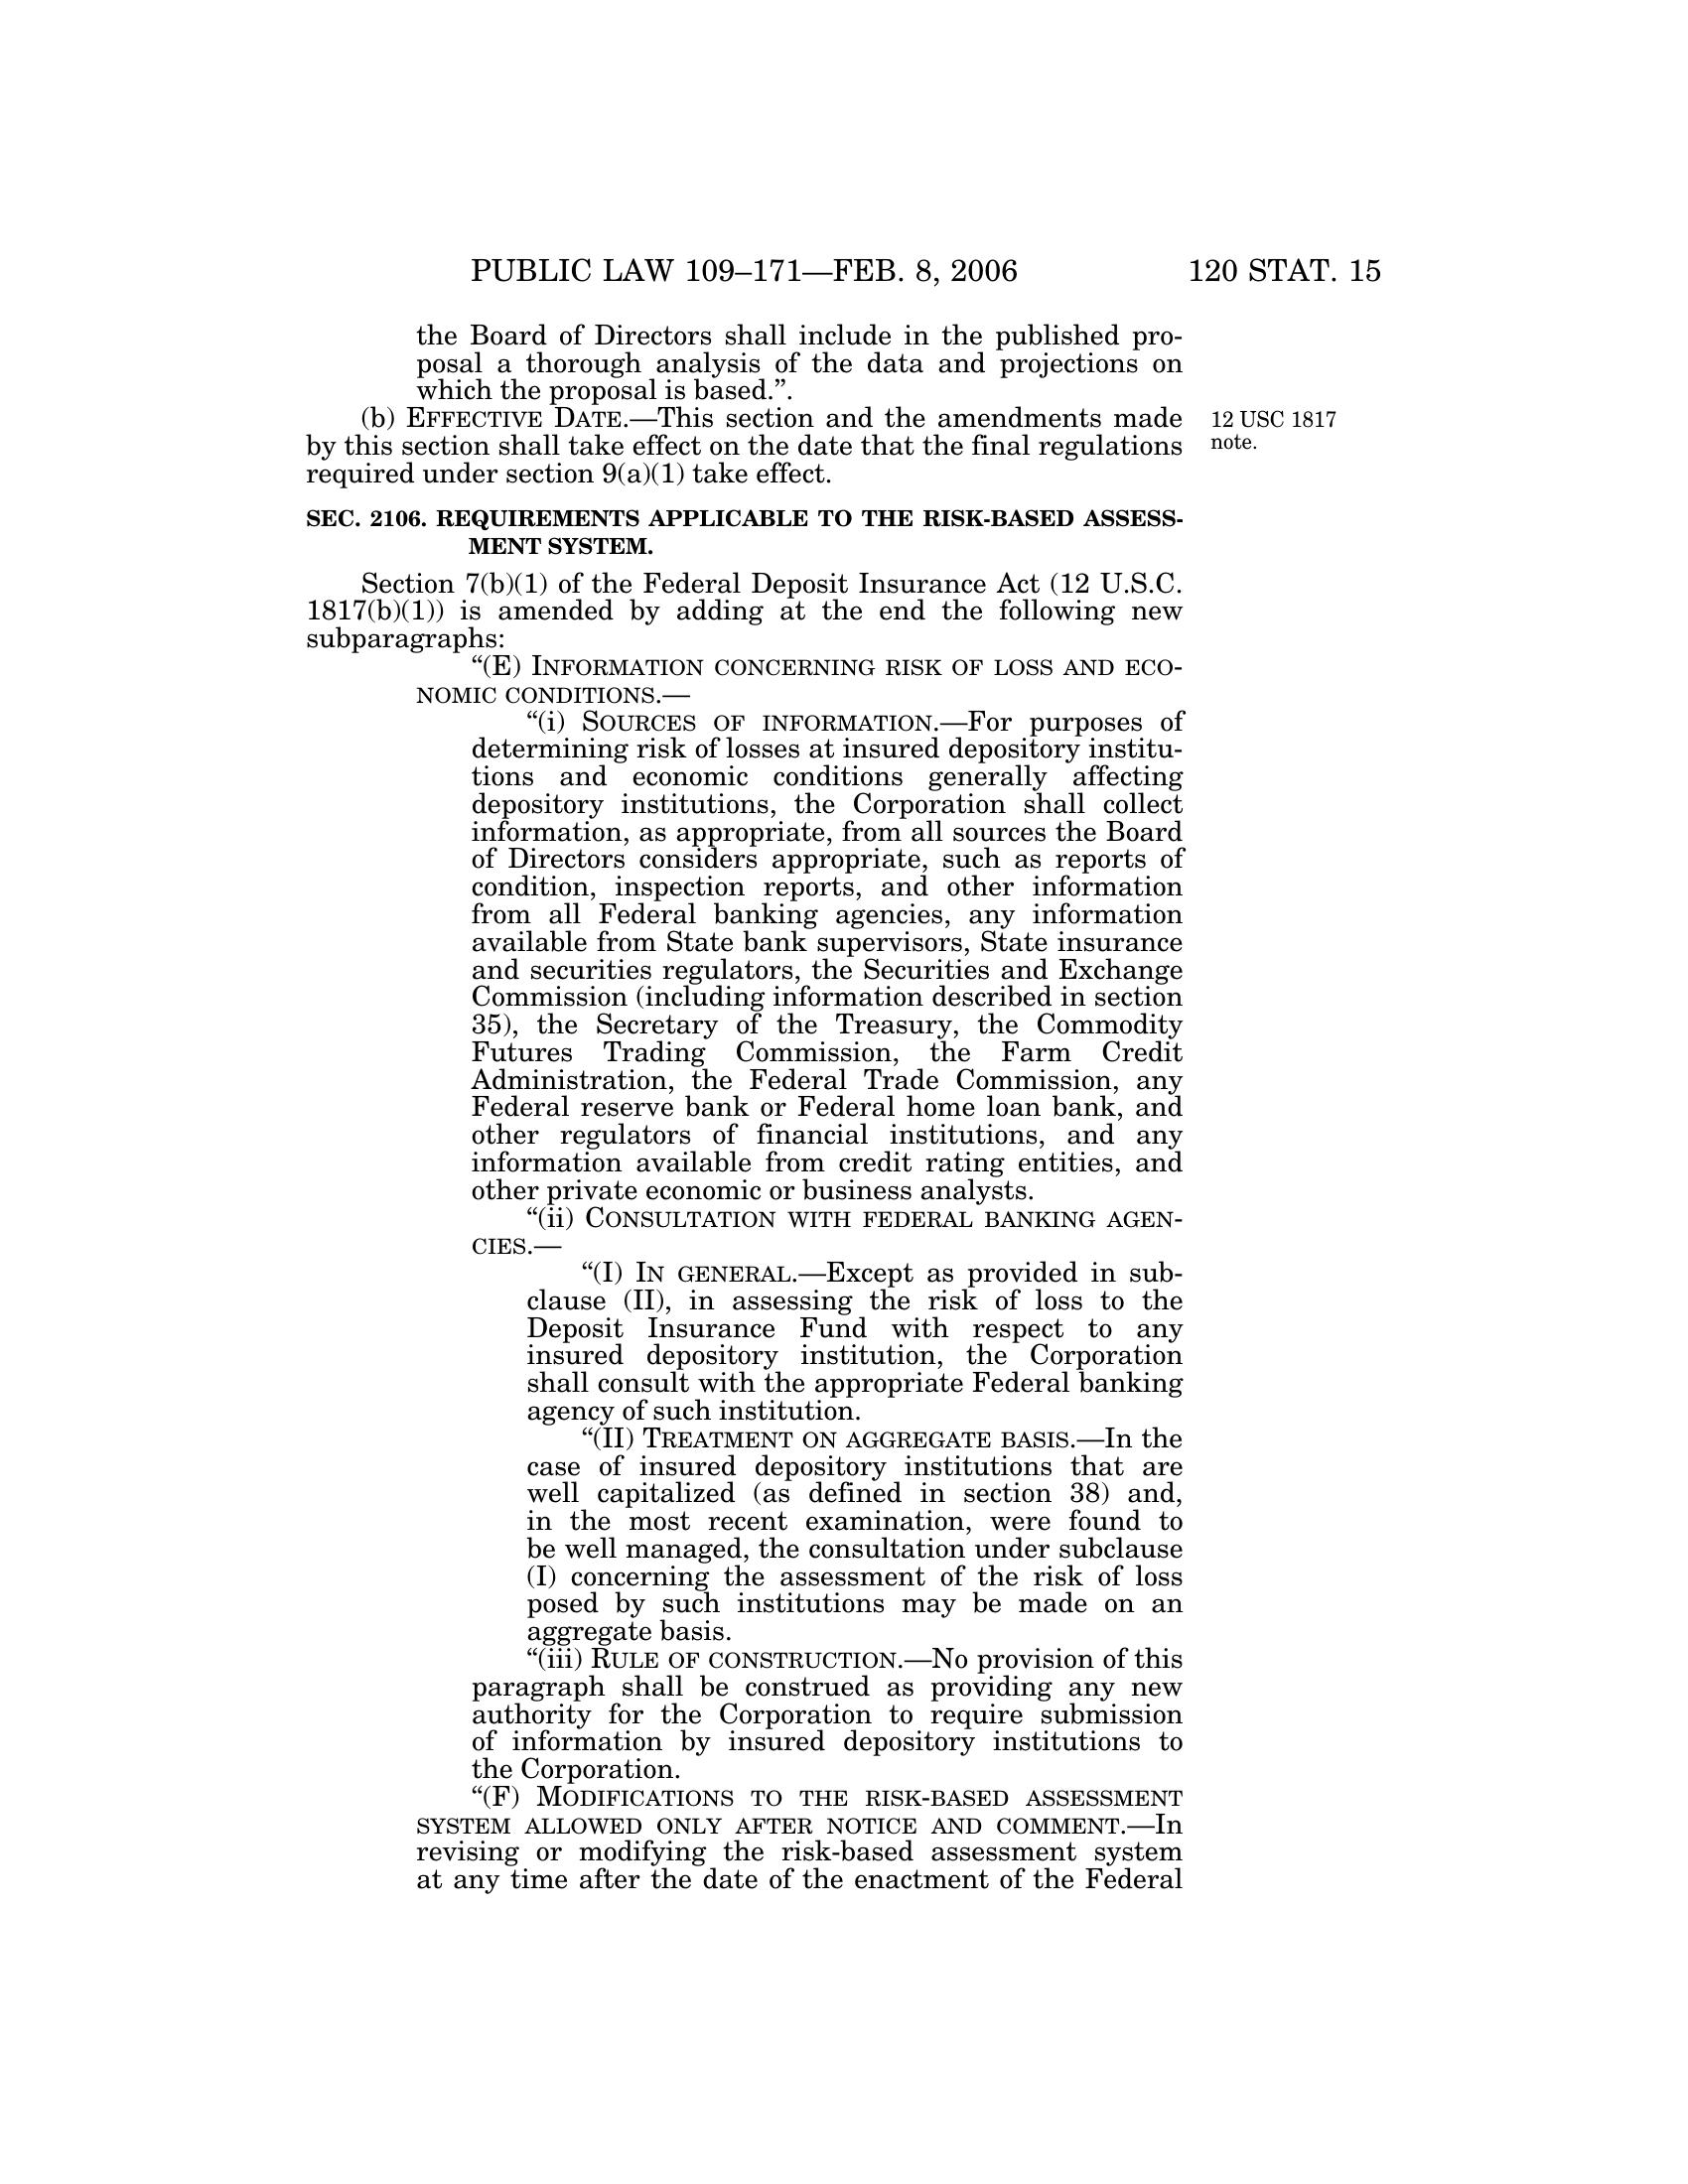 PUBLIC LAW 109–171—FEB. 8, 2006 120 STAT. 15
the Board of Directors shall include in the published pro-
posal a thorough analysis of the data and projections on
which the proposal is based.”.
(b) EFFECTIVE DATE.—This section and the amendments made
by this section shall take effect on the date that the final regulations
required under section 9(a)(1) take effect.
12 USC 1817
note.
SEC. 2106. REQUIREMENTS APPLICABLE TO THE RISK-BASED ASSESS-
MENT SYSTEM.
Section 7(b)(1) of the Federal Deposit Insurance Act (12 U.S.C.
1817(b)(1)) is amended by adding at the end the following new
subparagraphs:
“(E) INFORMATION CONCERNING RISK OF LOSS AND ECO-
NOMIC CONDITIONS.—
“(i) SOURCES OF INFORMATION.—For purposes of
determining risk of losses at insured depository institu-
tions and economic conditions generally affecting
depository institutions, the Corporation shall collect
information, as appropriate, from all sources the Board
of Directors considers appropriate, such as reports of
condition, inspection reports, and other information
from all Federal banking agencies, any information
available from State bank supervisors, State insurance
and securities regulators, the Securities and Exchange
Commission (including information described in section
35), the Secretary of the Treasury, the Commodity
Futures Trading Commission, the Farm Credit
Administration, the Federal Trade Commission, any
Federal reserve bank or Federal home loan bank, and
other regulators of financial institutions, and any
information available from credit rating entities, and
other private economic or business analysts.
“(ii) CONSULTATION WITH FEDERAL BANKING AGEN-
CIES.—
“(I) IN GENERAL.—Except as provided in sub-
clause (II), in assessing the risk of loss to the
Deposit Insurance Fund with respect to any
insured depository institution, the Corporation
shall consult with the appropriate Federal banking
agency of such institution.
“(II) TREATMENT ON AGGREGATE BASIS.—In the
case of insured depository institutions that are
well capitalized (as defined in section 38) and,
in the most recent examination, were found to
be well managed, the consultation under subclause
(I) concerning the assessment of the risk of loss
posed by such institutions may be made on an
aggregate basis.
“(iii) RULE OF CONSTRUCTION.—No provision of this
paragraph shall be construed as providing any new
authority for the Corporation to require submission
of information by insured depository institutions to
the Corporation.
“(F) MODIFICATIONS TO THE RISK-BASED ASSESSMENT
SYSTEM ALLOWED ONLY AFTER NOTICE AND COMMENT.—In
revising or modifying the risk-based assessment system
at any time after the date of the enactment of the Federal